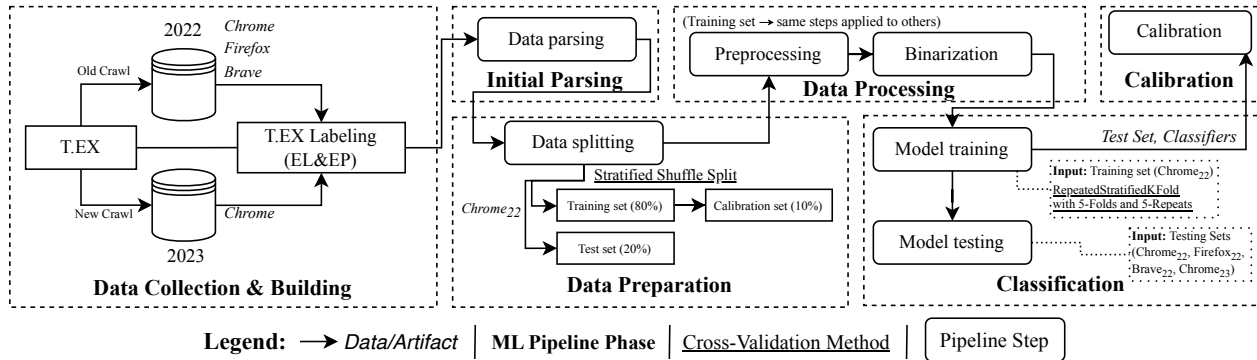 2022
Chrome
Firefox
Brave
Old Crawl
T.EX
T.EX Labeling
(EL&EP)
New Crawl
Chrome
2023
Data Collection & Building
Data parsing
Initial Parsing
Data splitting
Stratified Shuffle Split
Chrome22
Training set (80%)
Calibration set (10%)
Test set (20%)
Data Preparation
(Training set → same steps applied to others)
Preprocessing
Binarization
Data Processing
Calibration
Calibration
Model training
Test Set, Classifiers
Input: Training set (Chrome22)
RepeatedStratifiedKFold
with 5-Folds and 5-Repeats
Model testing
Input: Testing Sets
(Chrome22, Firefox22,
Brave22, Chrome23)
Classification
Legend: → Data/Artifact | ML Pipeline Phase | Cross-Validation Method | Pipeline Step